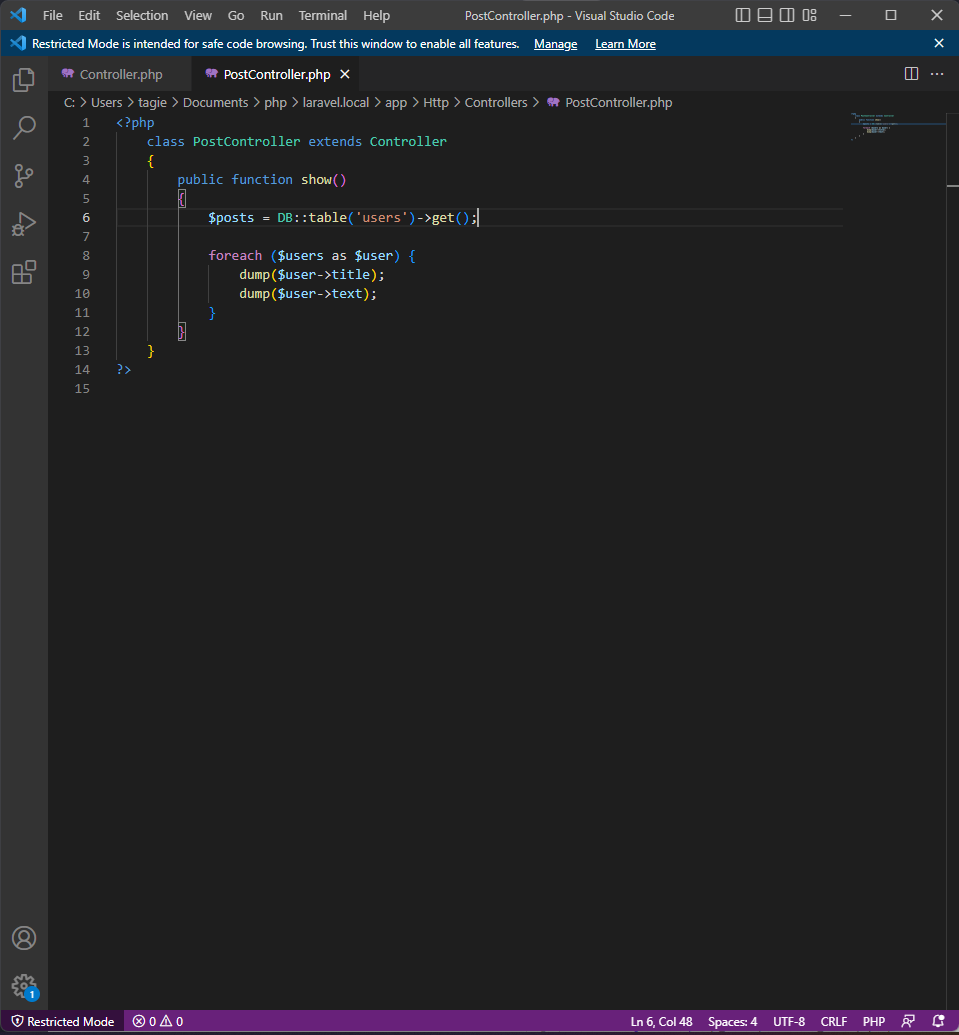 File Edit Selection View Go Run Terminal Help PostController.php - Visual Studio Code
Restricted Mode is intended for safe code browsing. Trust this window to enable all features. Manage Learn More
Controller.php PostController.php
C: > Users > tagie > Documents > php > laravel.local > app > Http > Controllers > PostController.php
1 <?php
2 class PostController extends Controller
3 {
4 public function show()
5 {
6 $posts = DB::table('users')->get();
7
8 foreach ($users as $user) {
9 dump($user->title);
10 dump($user->text);
11 }
12 }
13 }
14 ?>
15
1
Restricted Mode 0 0 Ln 6, Col 48 Spaces: 4 UTF-8 CRLF PHP